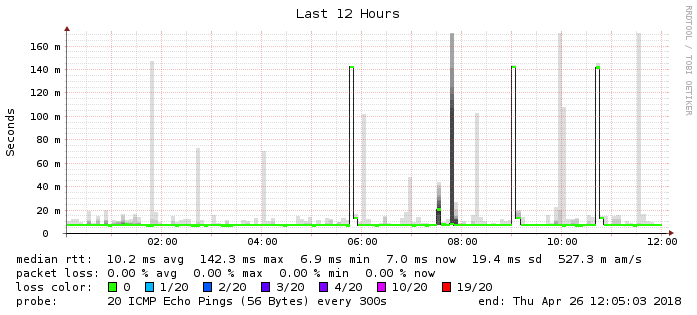 Last 12 Hours
RRDTOOL / TOBI OETIKER
Seconds
160 m
140 m
120 m
100 m
80 m
60 m
40 m
20 m
0
02:00 04:00 06:00 08:00 10:00 12:00
median rtt: 10.2 ms avg 142.3 ms max 6.9 ms min 7.0 ms now 19.4 ms sd 527.3 m am/s
packet loss: 0.00 % avg 0.00 % max 0.00 % min 0.00 % now
loss color: 0 1/20 2/20 3/20 4/20 10/20 19/20
probe: 20 ICMP Echo Pings (56 Bytes) every 300s end: Thu Apr 26 12:05:03 2018